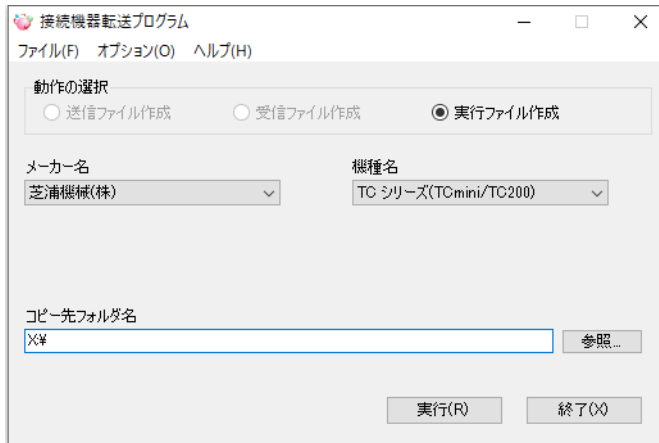 接続機器転送プログラム
ファイル(F) オプション(O) ヘルプ(H)
動作の選択
送信ファイル作成 受信ファイル作成 実行ファイル作成
メーカー名 機種名
芝浦機械(株) TC シリーズ(TCmini/TC200)
コピー先フォルダ名
X:¥ 参照...
実行(R) 終了(X)